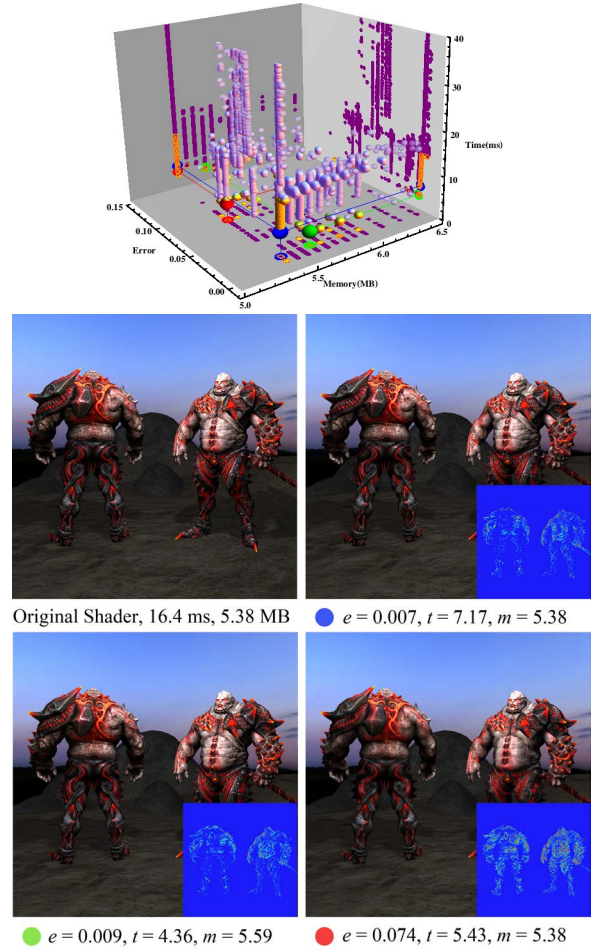 40
30
20
Time(ms)
10
0
0.15
0.10
Error
0.05
0.00
5.0
5.5
Memory(MB)
6.0
6.5
Original Shader, 16.4 ms, 5.38 MB
e = 0.007, t = 7.17, m = 5.38
e = 0.009, t = 4.36, m = 5.59
e = 0.074, t = 5.43, m = 5.38